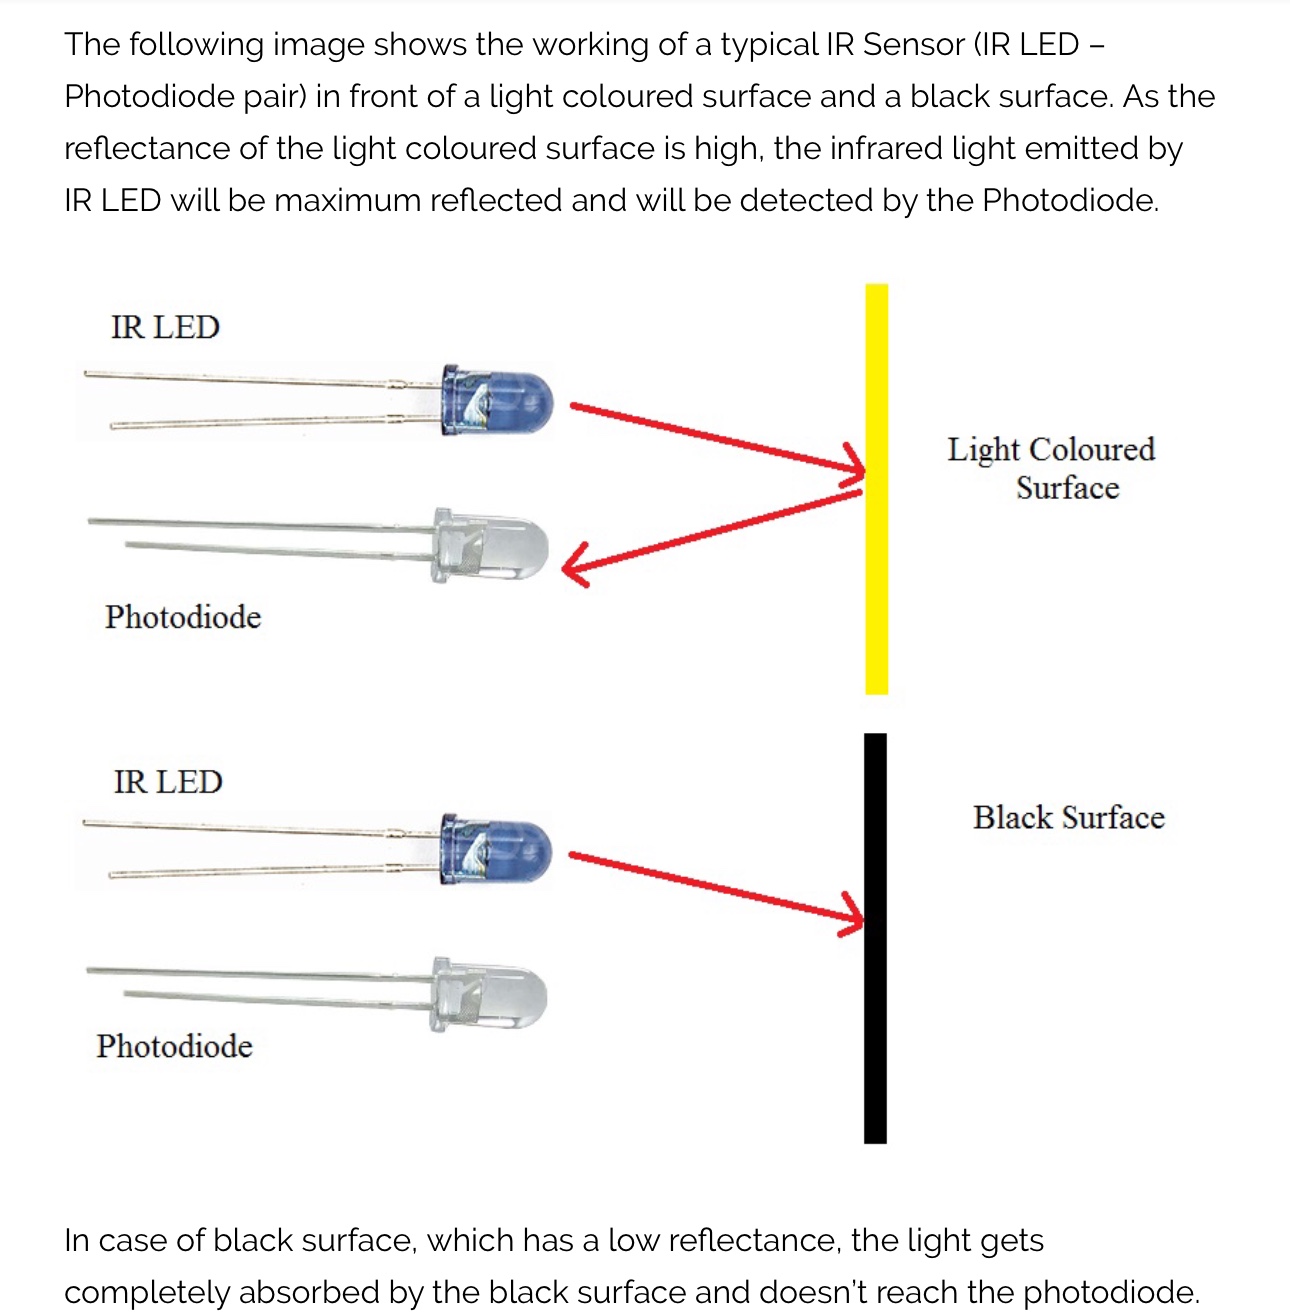 The following image shows the working of a typical IR Sensor (IR LED –
Photodiode pair) in front of a light coloured surface and a black surface. As the
reflectance of the light coloured surface is high, the infrared light emitted by
IR LED will be maximum reflected and will be detected by the Photodiode.
IR LED
Light Coloured
Surface
Photodiode
IR LED
Black Surface
Photodiode
In case of black surface, which has a low reflectance, the light gets
completely absorbed by the black surface and doesn't reach the photodiode.